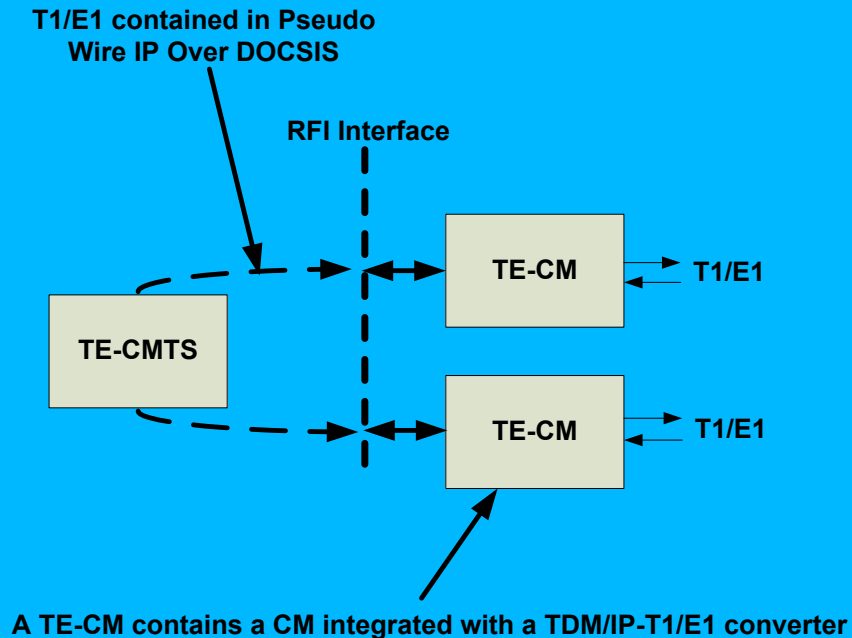 T1/E1 contained in Pseudo
Wire IP Over DOCSIS
RFI Interface
TE-CM
T1/E1
TE-CMTS
TE-CM
T1/E1
A TE-CM contains a CM integrated with a TDM/IP-T1/E1 converter